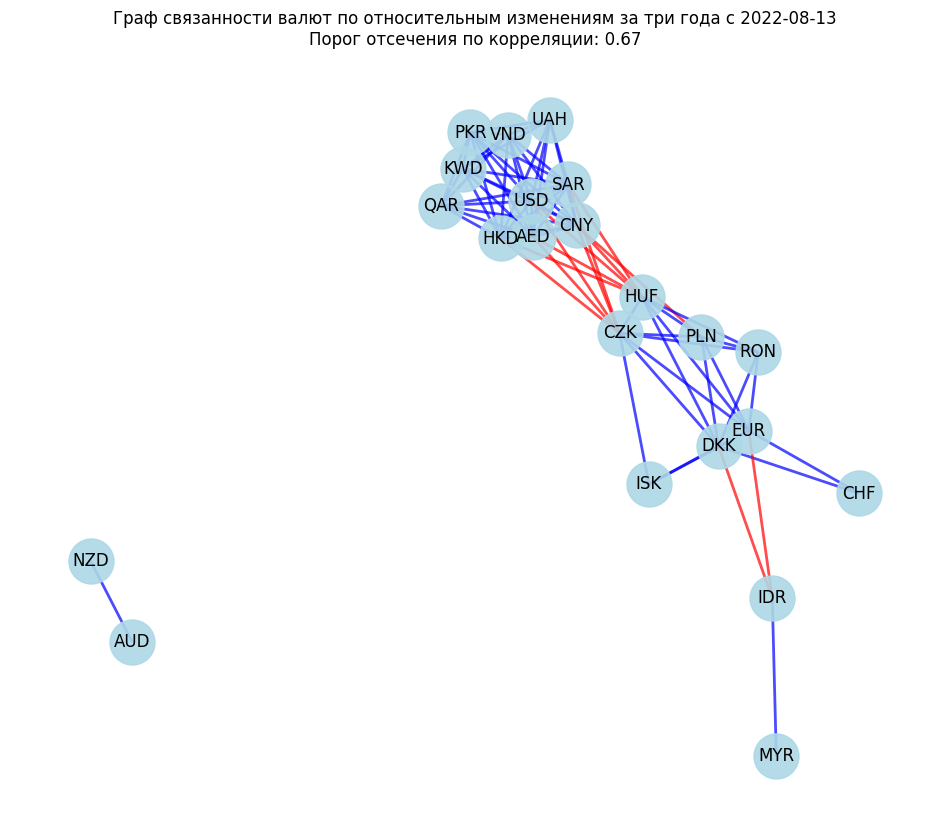 Граф связанности валют по относительным изменениям за три года с 2022-08-13
Порог отсечения по корреляции: 0.67
UAH
PKR
VND
KWD
SAR
USD
QAR
CNY
HKD
AED
HUF
CZK
PLN
RON
EUR
DKK
ISK
CHF
NZD
IDR
AUD
MYR